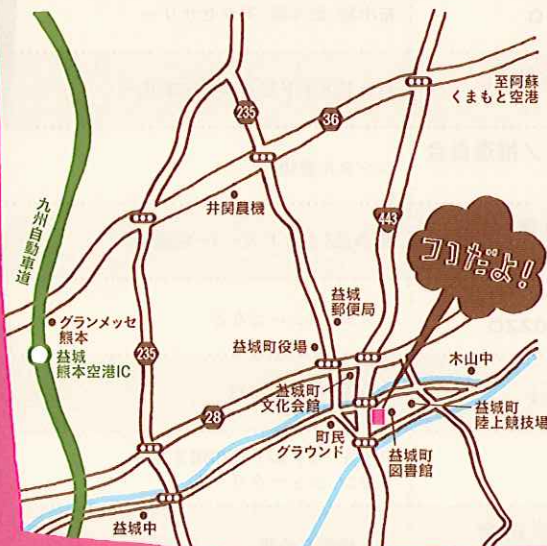 至阿蘇
くまもと空港
235
36
井関農機
443
九州自動車道
ココだよ!
グランメッセ
熊本
益城
熊本空港IC
235
益城
郵便局
益城町役場
木山中
益城町
文化会館
28
町民
グラウンド
益城町
図書館
益城町
陸上競技場
益城中